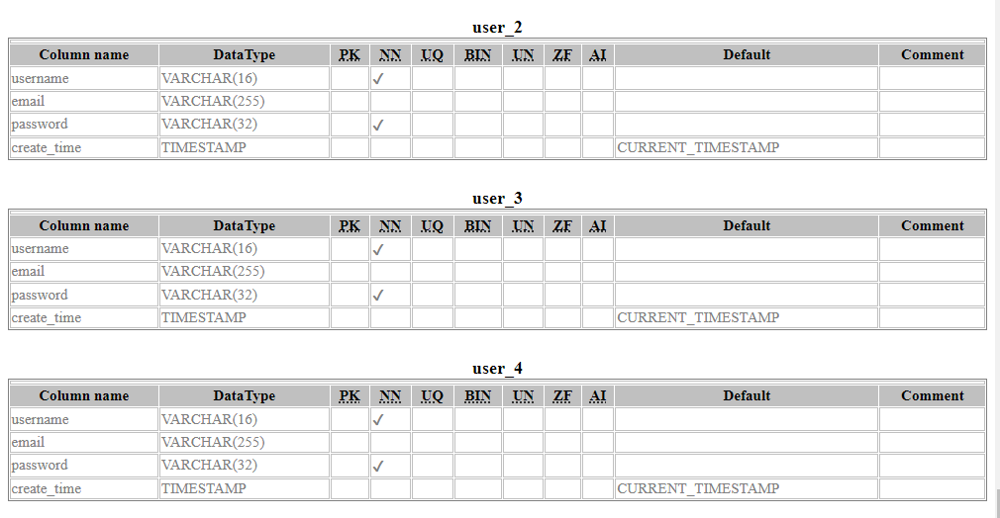 user_2
Column name DataType PK NN UQ BIN UN ZF AI Default Comment
username VARCHAR(16) ✓
email VARCHAR(255)
password VARCHAR(32) ✓
create_time TIMESTAMP CURRENT_TIMESTAMP
user_3
Column name DataType PK NN UQ BIN UN ZF AI Default Comment
username VARCHAR(16) ✓
email VARCHAR(255)
password VARCHAR(32) ✓
create_time TIMESTAMP CURRENT_TIMESTAMP
user_4
Column name DataType PK NN UQ BIN UN ZF AI Default Comment
username VARCHAR(16) ✓
email VARCHAR(255)
password VARCHAR(32) ✓
create_time TIMESTAMP CURRENT_TIMESTAMP